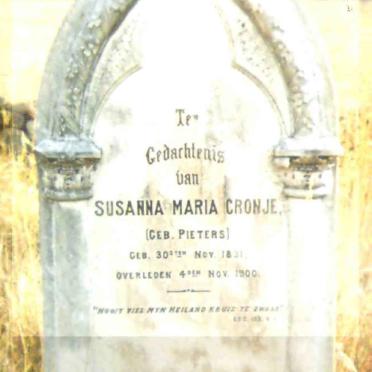 Ter
Gedachtenis
van
SUSANNA MARIA CRONJE,
(GEB. PIETERS)
GEB. 30STEN NOV. 1831.
OVERLEDEN 4DEN NOV. 1900.
"NOOIT VIEL MYN HEILAND KRUIS TE ZWAAR"